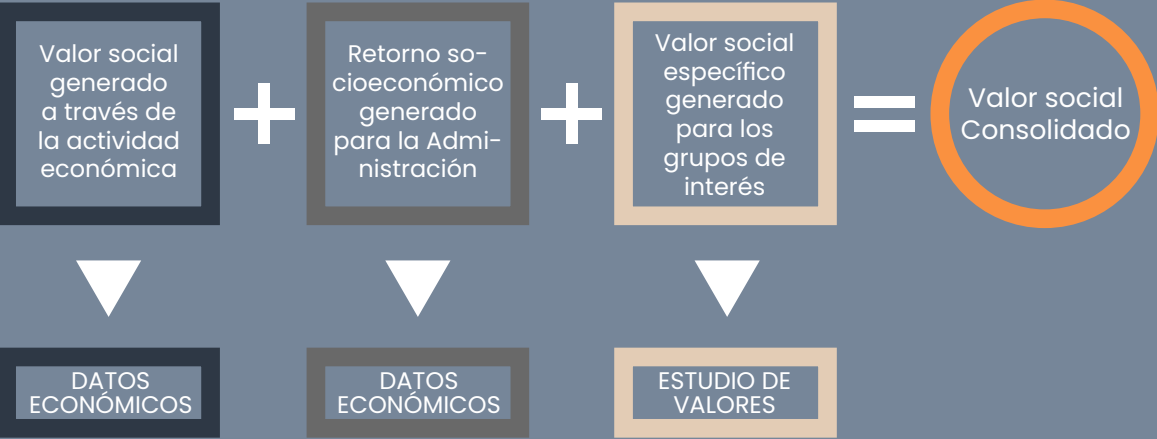 Valor social
generado
a través de
la actividad
económica
+
Retorno so-
cioeconómico
generado
para la Admi-
nistración
+
Valor social
específico
generado
para los
grupos de
interés
=
Valor social
Consolidado
DATOS
ECONÓMICOS
DATOS
ECONÓMICOS
ESTUDIO DE
VALORES